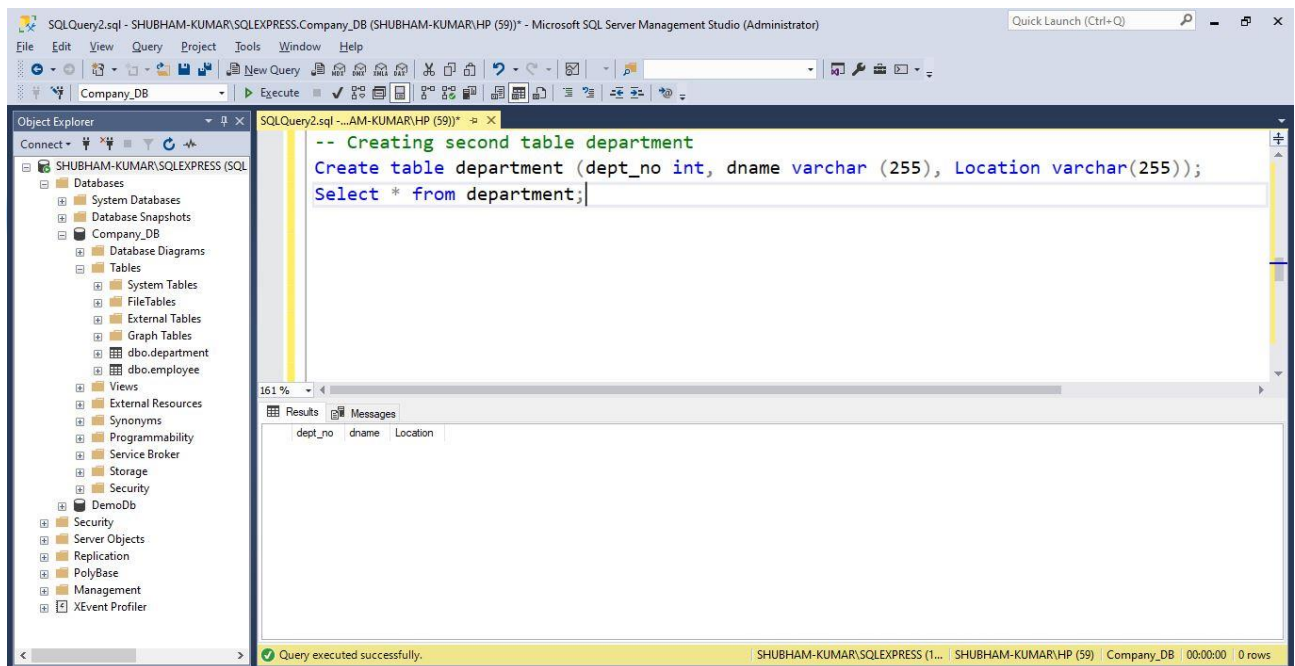 SQLQuery2.sql - SHUBHAM-KUMAR\SQLEXPRESS.Company_DB (SHUBHAM-KUMAR\HP (59))* - Microsoft SQL Server Management Studio (Administrator)
Quick Launch (Ctrl+Q)
File Edit View Query Project Tools Window Help
New Query
Company_DB
Execute
Object Explorer
SQLQuery2.sql -...AM-KUMAR\HP (59))*
Connect
SHUBHAM-KUMAR\SQLEXPRESS (SQL
Databases
System Databases
Database Snapshots
Company_DB
Database Diagrams
Tables
System Tables
FileTables
External Tables
Graph Tables
dbo.department
dbo.employee
Views
External Resources
Synonyms
Programmability
Service Broker
Storage
Security
DemoDb
Security
Server Objects
Replication
PolyBase
Management
XEvent Profiler
-- Creating second table department
Create table department (dept_no int, dname varchar (255), Location varchar(255));
Select * from department;
161 %
Results Messages
dept_no dname Location
Query executed successfully.
SHUBHAM-KUMAR\SQLEXPRESS (1... SHUBHAM-KUMAR\HP (59) Company_DB 00:00:00 0 rows